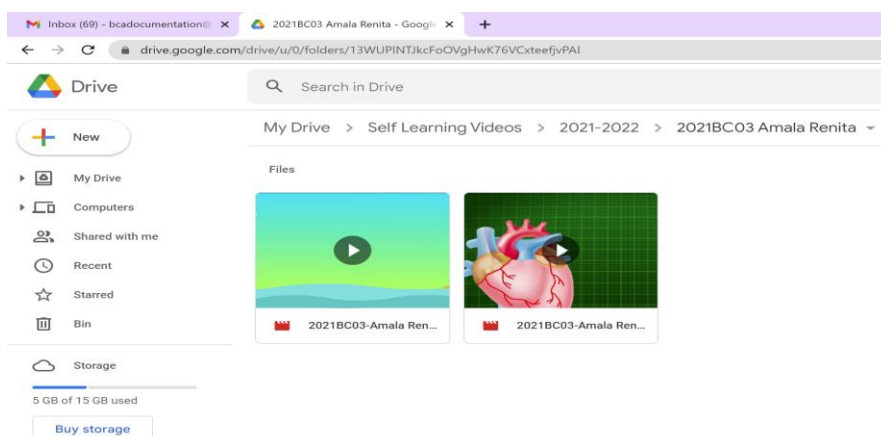 Inbox (69) - bcadocumentation@
2021BC03 Amala Renita - Googl
drive.google.com/drive/u/0/folders/13WUPlNTJkcFoOVgHwK76VCxteefjvPAI
Drive
Search in Drive
New
My Drive > Self Learning Videos > 2021-2022 > 2021BC03 Amala Renita
Files
My Drive
Computers
Shared with me
Recent
Starred
Bin
2021BC03-Amala Ren...
2021BC03-Amala Ren...
Storage
5 GB of 15 GB used
Buy storage